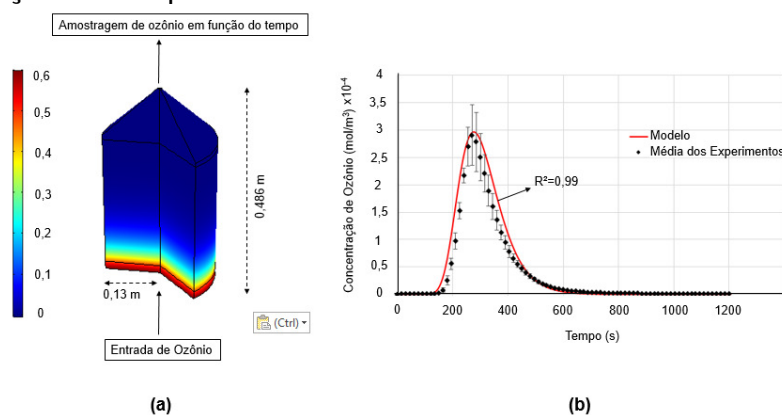 Amostragem de ozônio em função do tempo
0,6
0,5
0,4
0,3
0,2
0,1
0
0,486 m
0,13 m
(Ctrl)
Entrada de Ozônio
(a)
Concentração de Ozônio (mol/m³) x10⁻⁴
4
3,5
3
2,5
2
1,5
1
0,5
0
0
200
400
600
800
1000
1200
Modelo
Média dos Experimentos
R²=0,99
Tempo (s)
(b)